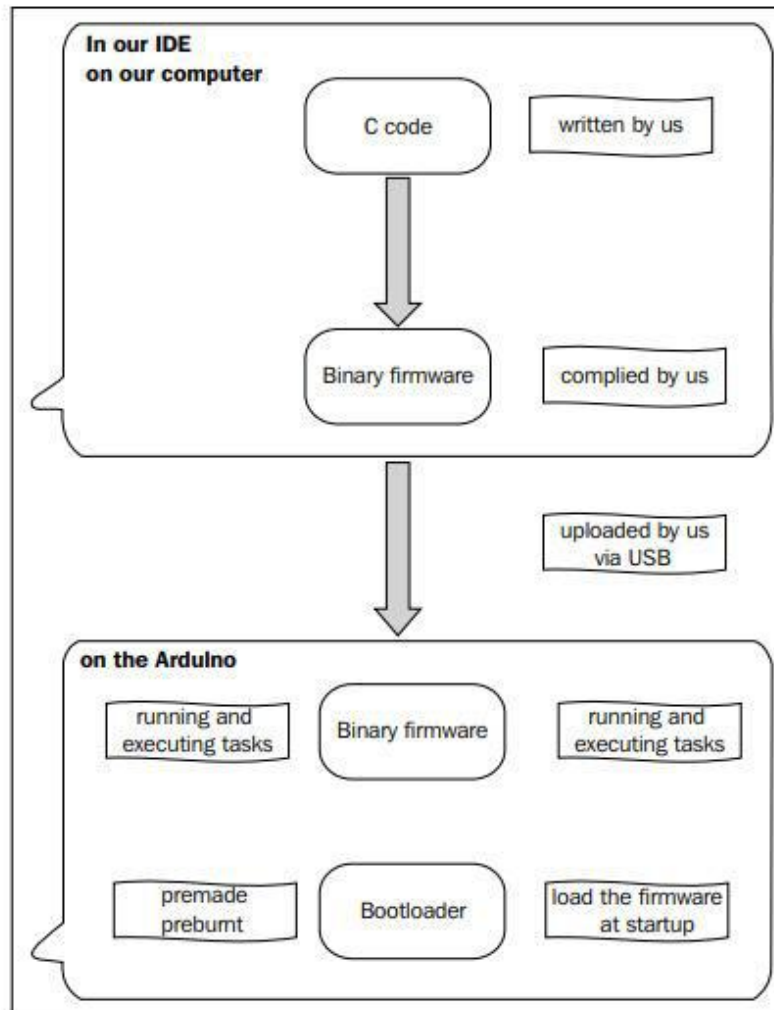 In our IDE
on our computer
C code
written by us
Binary firmware
complied by us
uploaded by us
via USB
on the Ardulno
running and
executing tasks
Binary firmware
running and
executing tasks
premade
preburnt
Bootloader
load the firmware
at startup